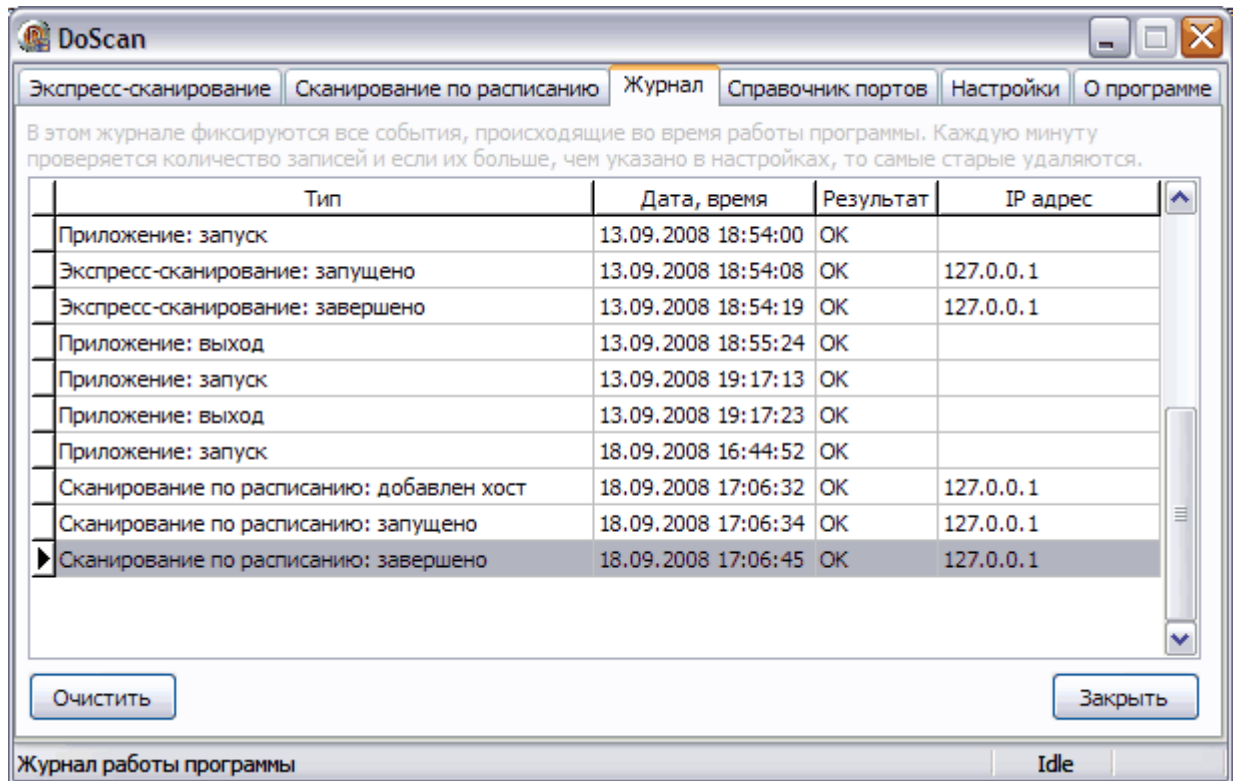 DoScan
Экспресс-сканирование Сканирование по расписанию Журнал Справочник портов Настройки О программе
В этом журнале фиксируются все события, происходящие во время работы программы. Каждую минуту
проверяется количество записей и если их больше, чем указано в настройках, то самые старые удаляются.
Тип Дата, время Результат IP адрес
Приложение: запуск 13.09.2008 18:54:00 OK
Экспресс-сканирование: запущено 13.09.2008 18:54:08 OK 127.0.0.1
Экспресс-сканирование: завершено 13.09.2008 18:54:19 OK 127.0.0.1
Приложение: выход 13.09.2008 18:55:24 OK
Приложение: запуск 13.09.2008 19:17:13 OK
Приложение: выход 13.09.2008 19:17:23 OK
Приложение: запуск 18.09.2008 16:44:52 OK
Сканирование по расписанию: добавлен хост 18.09.2008 17:06:32 OK 127.0.0.1
Сканирование по расписанию: запущено 18.09.2008 17:06:34 OK 127.0.0.1
Сканирование по расписанию: завершено 18.09.2008 17:06:45 OK 127.0.0.1
Очистить Закрыть
Журнал работы программы Idle